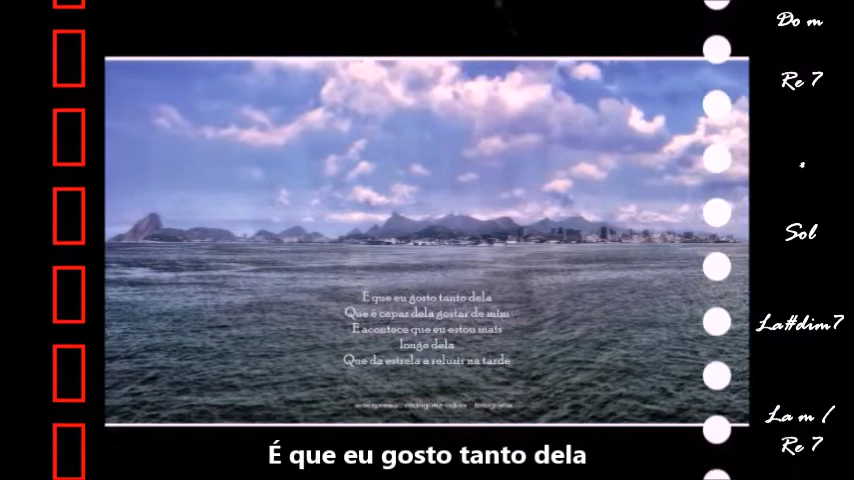 Do m
Re 7
*
Sol
La#dim7
La m /
Re 7
E que eu gosto tanto dela
Que é capaz dela gostar de mim
E acontece que eu estou mais
longe dela
Que da estrela a reluzir na tarde
É que eu gosto tanto dela